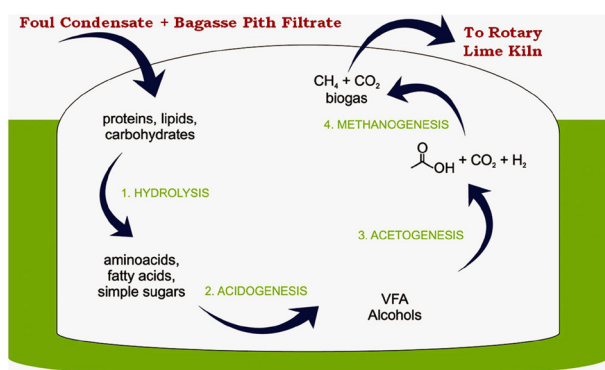 Foul Condensate + Bagasse Pith Filtrate
To Rotary
Lime Kiln
proteins, lipids,
carbohydrates
1. HYDROLYSIS
aminoacids,
fatty acids,
simple sugars
2. ACIDOGENESIS
VFA
Alcohols
3. ACETOGENESIS
O
OH + CO₂ + H₂
4. METHANOGENESIS
CH₄ + CO₂
biogas